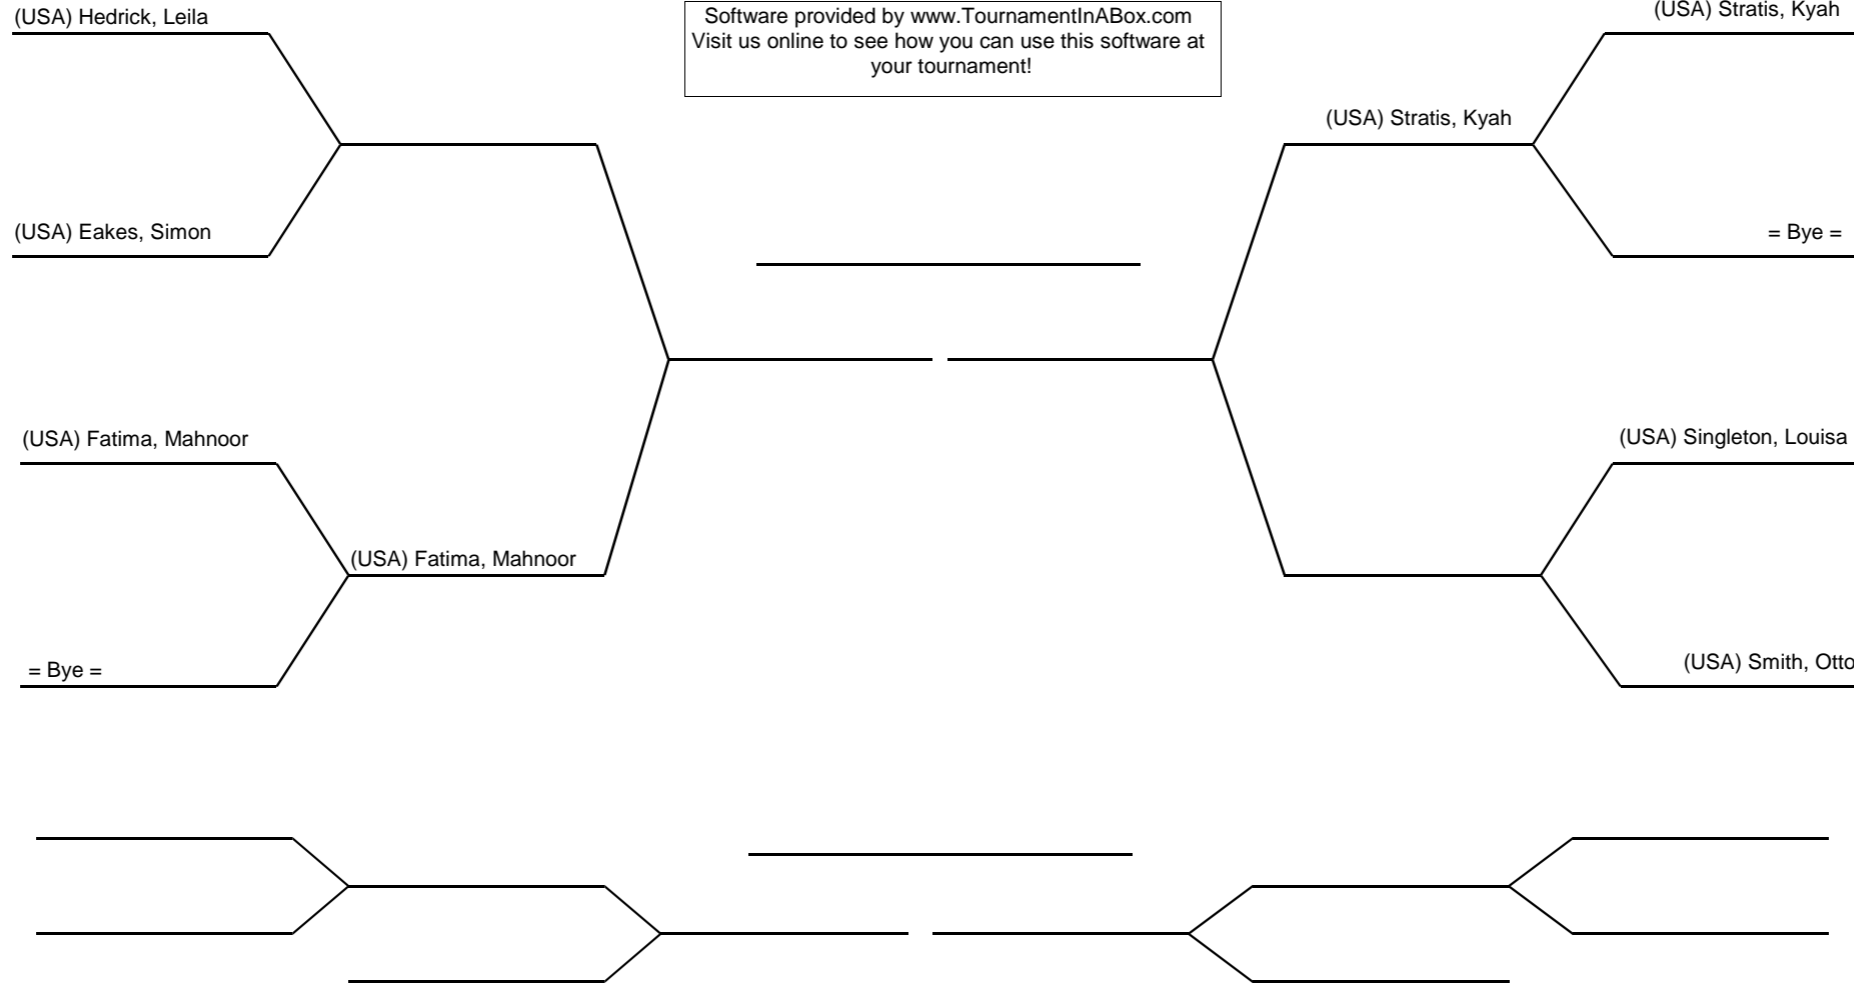 (USA) Hedrick, Leila
Software provided by www.TournamentInABox.com
Visit us online to see how you can use this software at
your tournament!
(USA) Stratis, Kyah
(USA) Stratis, Kyah
(USA) Eakes, Simon
= Bye =
(USA) Fatima, Mahnoor
(USA) Singleton, Louisa
(USA) Fatima, Mahnoor
= Bye =
(USA) Smith, Otto